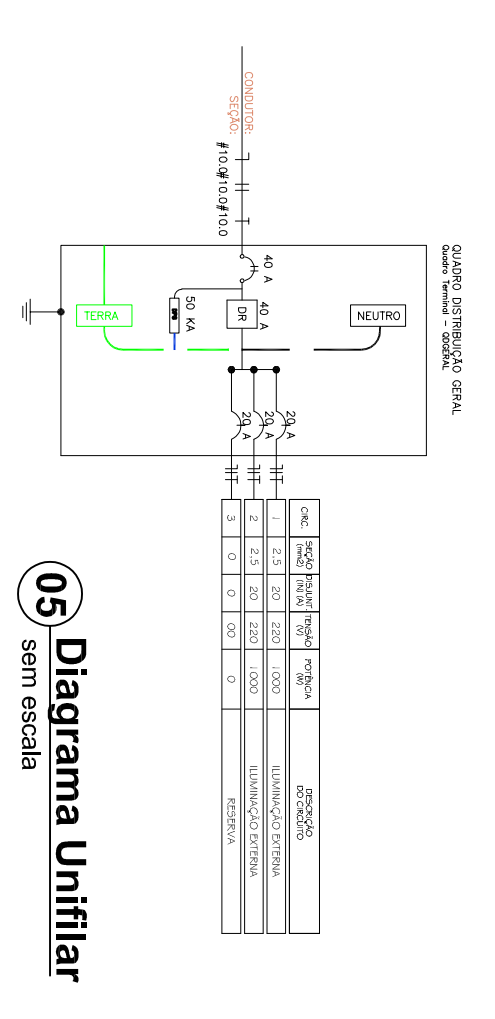 QUADRO DISTRIBUIÇÃO GERAL
Quadro Terminal - QDGERAL
CONDUTOR:
SEÇÃO:
#10.0#10.0#10.0
40 A
40 A
DR
50 KA
DPS
NEUTRO
TERRA
20 A
20 A
20 A
CIRC. SEÇÃO (mm2) DISJUNT. (IN)(A) TENSÃO (V) POTÊNCIA (W) DESCRIÇÃO DO CIRCUITO
1 2,5 20 220 1000 ILUMINAÇÃO EXTERNA
2 2,5 20 220 1000 ILUMINAÇÃO EXTERNA
3 0 0 00 0 RESERVA
05 Diagrama Unifilar
sem escala